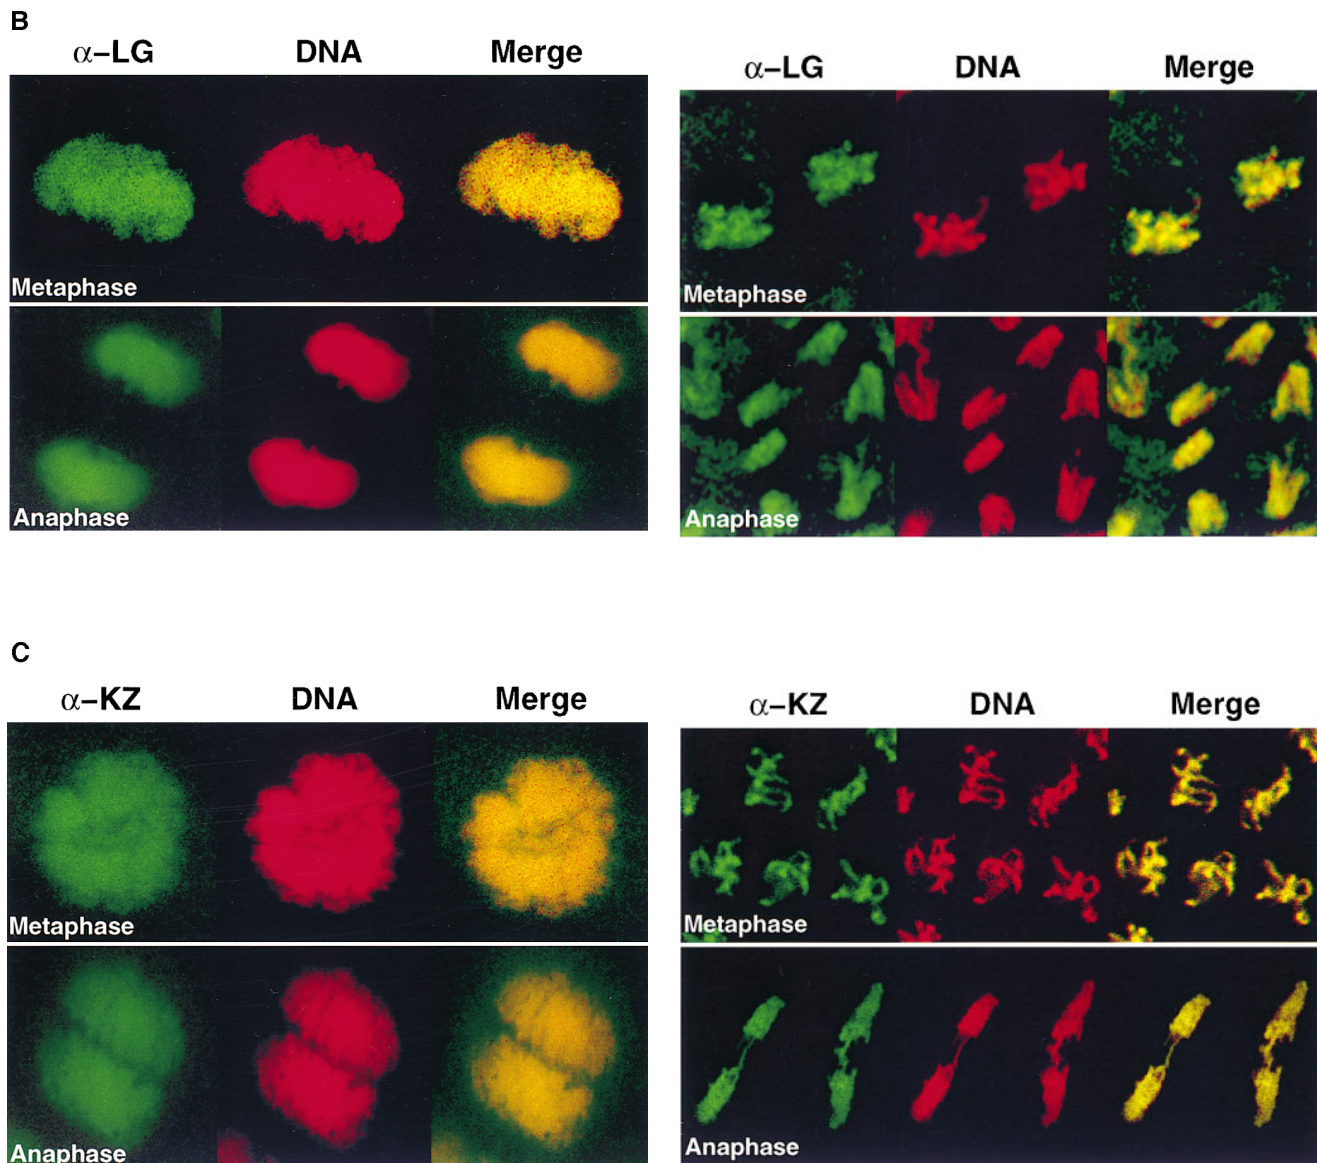 B
α–LG DNA Merge
α–LG DNA Merge
Metaphase
Metaphase
Anaphase
Anaphase
C
α–KZ DNA Merge
α–KZ DNA Merge
Metaphase
Metaphase
Anaphase
Anaphase